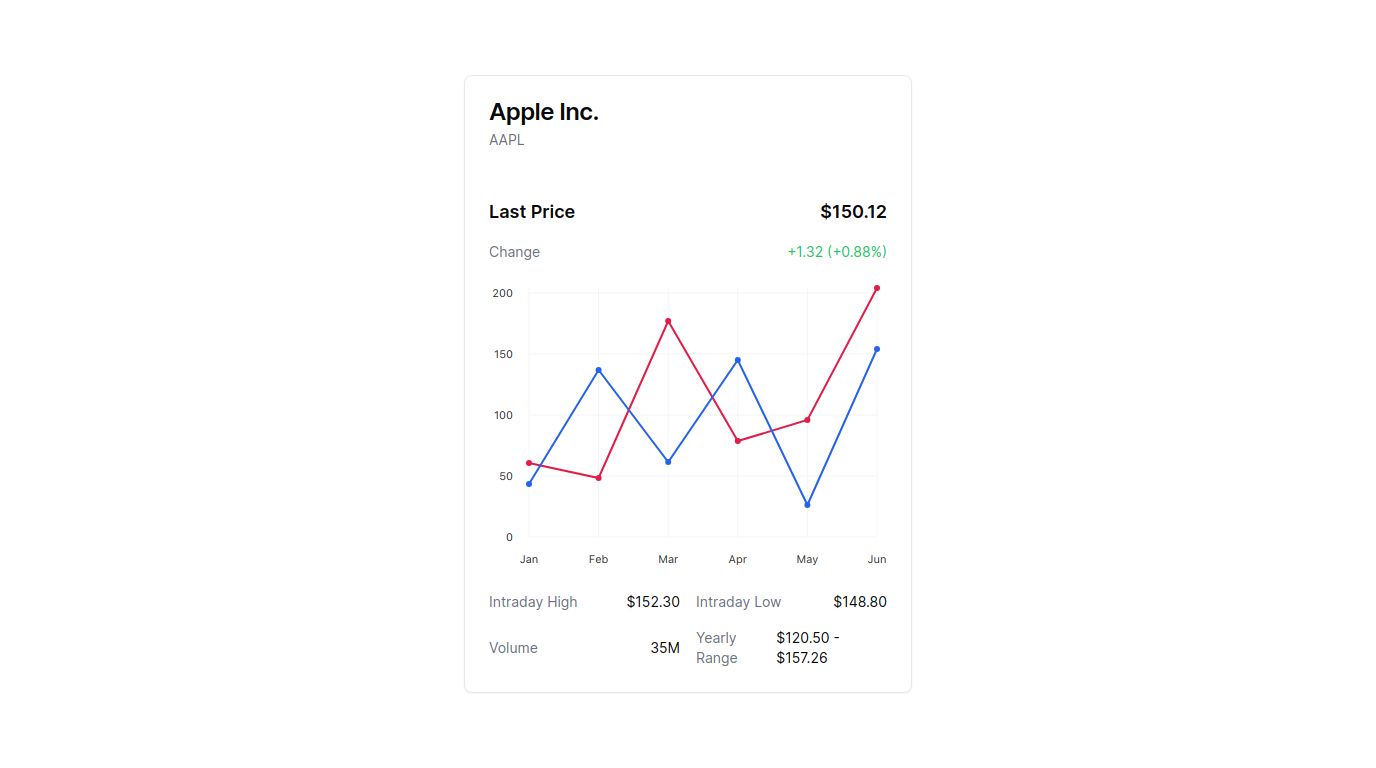 Apple Inc.
AAPL
Last Price $150.12
Change +1.32 (+0.88%)
200
150
100
50
0
Jan Feb Mar Apr May Jun
Intraday High $152.30 Intraday Low $148.80
Volume 35M
Yearly Range
$120.50 - $157.26